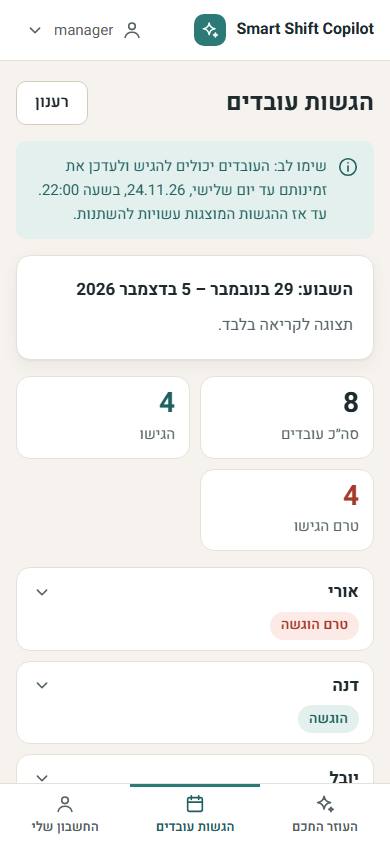 Smart Shift Copilot
manager
הגשות עובדים
רענון
שימו לב: העובדים יכולים להגיש ולעדכן את
זמינותם עד יום שלישי, 24.11.26, בשעה 22:00.
עד אז ההגשות המוצגות עשויות להשתנות.
השבוע: 29 בנובמבר – 5 בדצמבר 2026
תצוגה לקריאה בלבד.
8
סה״כ עובדים
4
הגישו
4
טרם הגישו
אורי
טרם הוגשה
דנה
הוגשה
יובל
העוזר החכם
הגשות עובדים
החשבון שלי